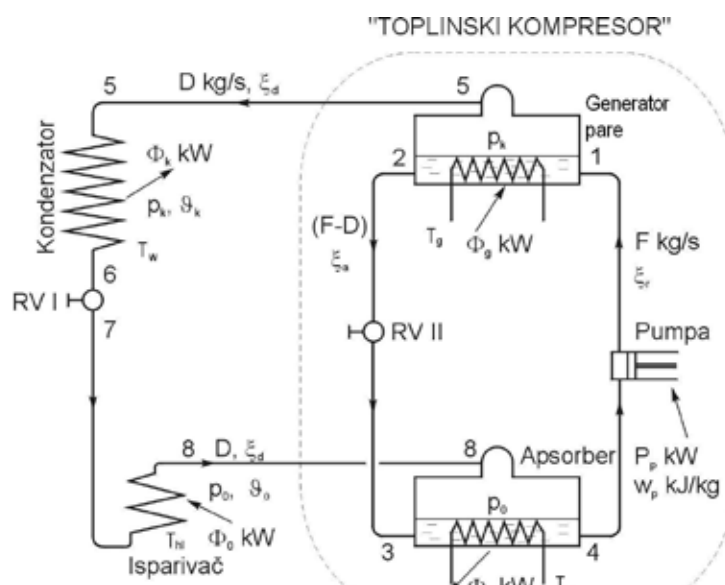 "TOPLINSKI KOMPRESOR"
5
D kg/s, ξd
5
Generator
pare
Kondenzator
Φk kW
pk, ϑk
Tw
pk
2
1
(F-D)
ξa
Tg
Φg kW
F kg/s
ξr
6
RV I
7
RV II
Pumpa
8
D, ξd
8
Apsorber
Pp kW
wp kJ/kg
p0, ϑ0
p0
Thl
Φ0 kW
Isparivač
3
4
kW
T